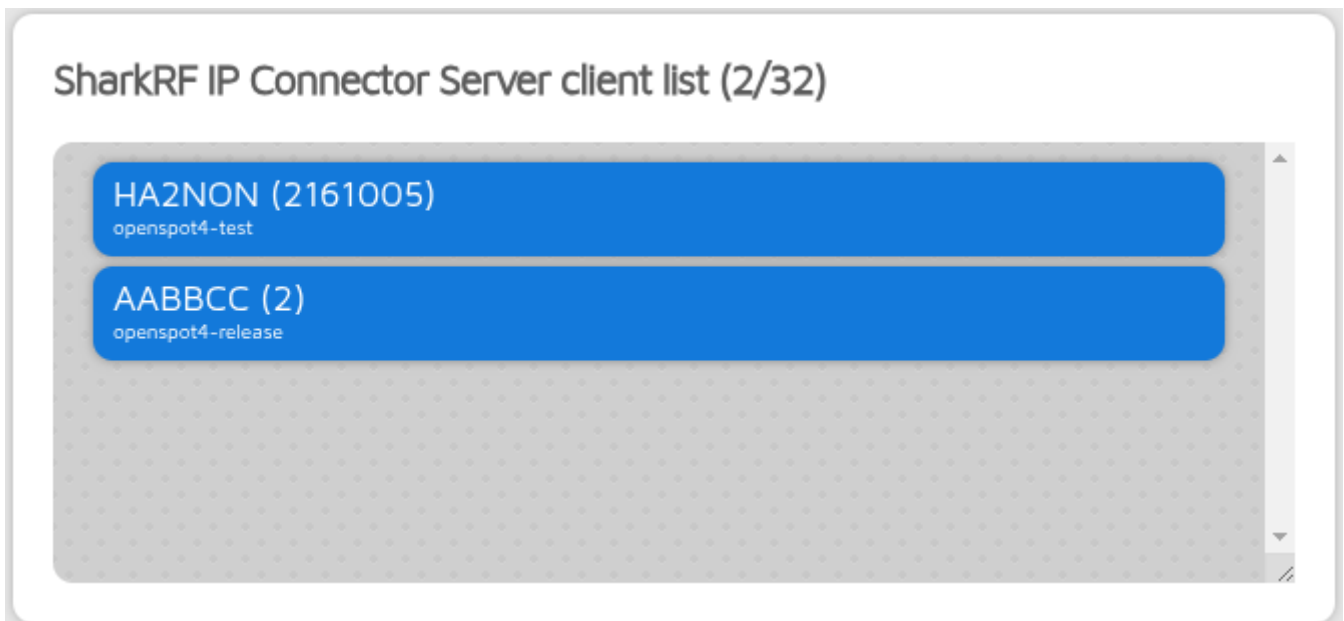 SharkRF IP Connector Server client list (2/32)
HA2NON (2161005)
openspot4-test
AABBCC (2)
openspot4-release